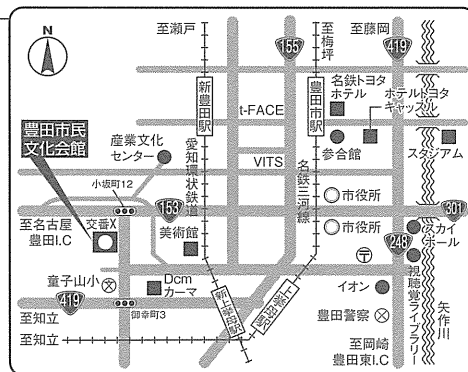 N
至瀬戸
155
至梅坪
至藤岡
419
新豊田駅
豊田市駅
名鉄トヨタ
ホテル
ホテルトヨタ
キャッスル
t-FACE
豊田市民
文化会館
産業文化
センター
愛知環状鉄道
VITS
名鉄三河線
参合館
スタジアム
小坂町12
153
市役所
301
至名古屋
豊田I.C
交番X
美術館
市役所
248
スカイ
ホール
童子山小
文
Dcm
カーマ
〒
視聴覚ライブラリー
矢作川
イオン
419
至知立
御幸町3
新上挙母駅
上挙母駅
豊田警察
至知立
至岡崎
豊田東I.C